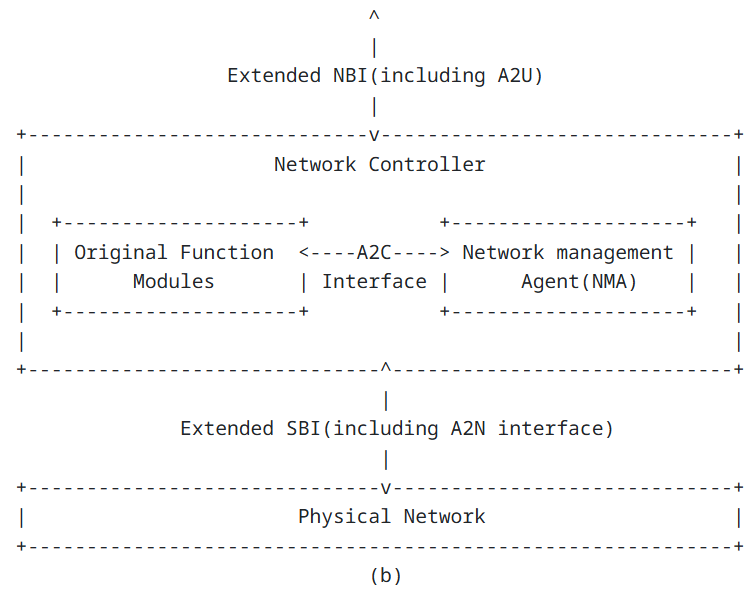 ^
|
Extended NBI(including A2U)
|
+-----------------------------v------------------------------+
|                     Network Controller                     |
|                                                            |
|  +--------------------+           +--------------------+   |
|  | Original Function  <----A2C----> Network management |   |
|  |      Modules       | Interface |     Agent(NMA)     |   |
|  +--------------------+           +--------------------+   |
|                                                            |
+------------------------------^-----------------------------+
|
Extended SBI(including A2N interface)
|
+------------------------------v-----------------------------+
|                       Physical Network                     |
+------------------------------------------------------------+
(b)